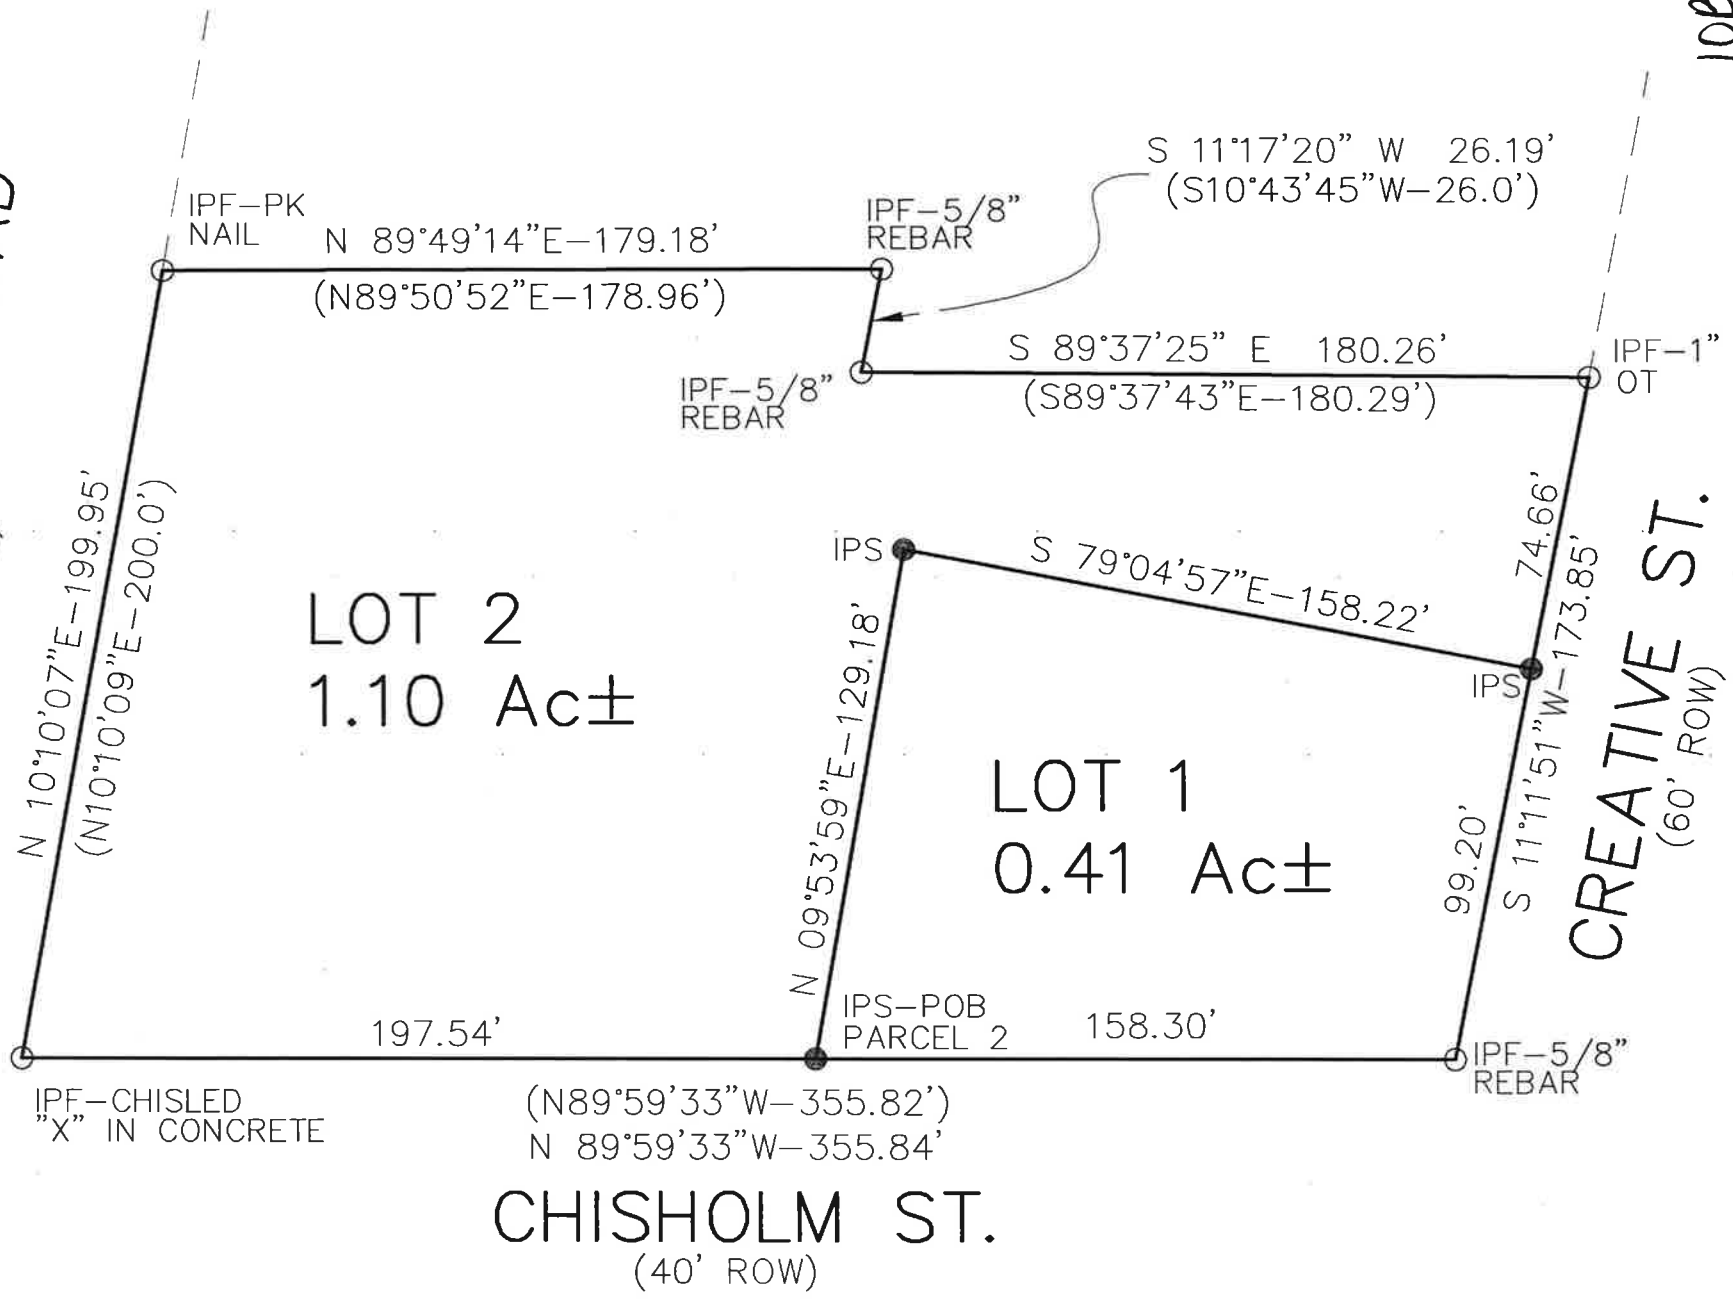 S 11°17'20" W 26.19'
(S10°43'45"W-26.0')
IPF-PK
NAIL
N 89°49'14"E-179.18'
(N89°50'52"E-178.96')
IPF-5/8"
REBAR
S 89°37'25" E 180.26'
(S89°37'43"E-180.29')
IPF-1"
OT
IPF-5/8"
REBAR
N 10°10'07"E-199.95'
(N10°10'09"E-200.0')
74.66'
IPS
S 79°04'57"E-158.22'
IPS
S 11°11'51"W-173.85'
99.20'
CREATIVE ST.
(60' ROW)
LOT 2
1.10 Ac±
N 09°53'59"E-129.18'
LOT 1
0.41 Ac±
197.54'
IPS-POB
PARCEL 2
158.30'
IPF-5/8"
REBAR
IPF-CHISLED
"X" IN CONCRETE
(N89°59'33"W-355.82')
N 89°59'33"W-355.84'
CHISHOLM ST.
(40' ROW)